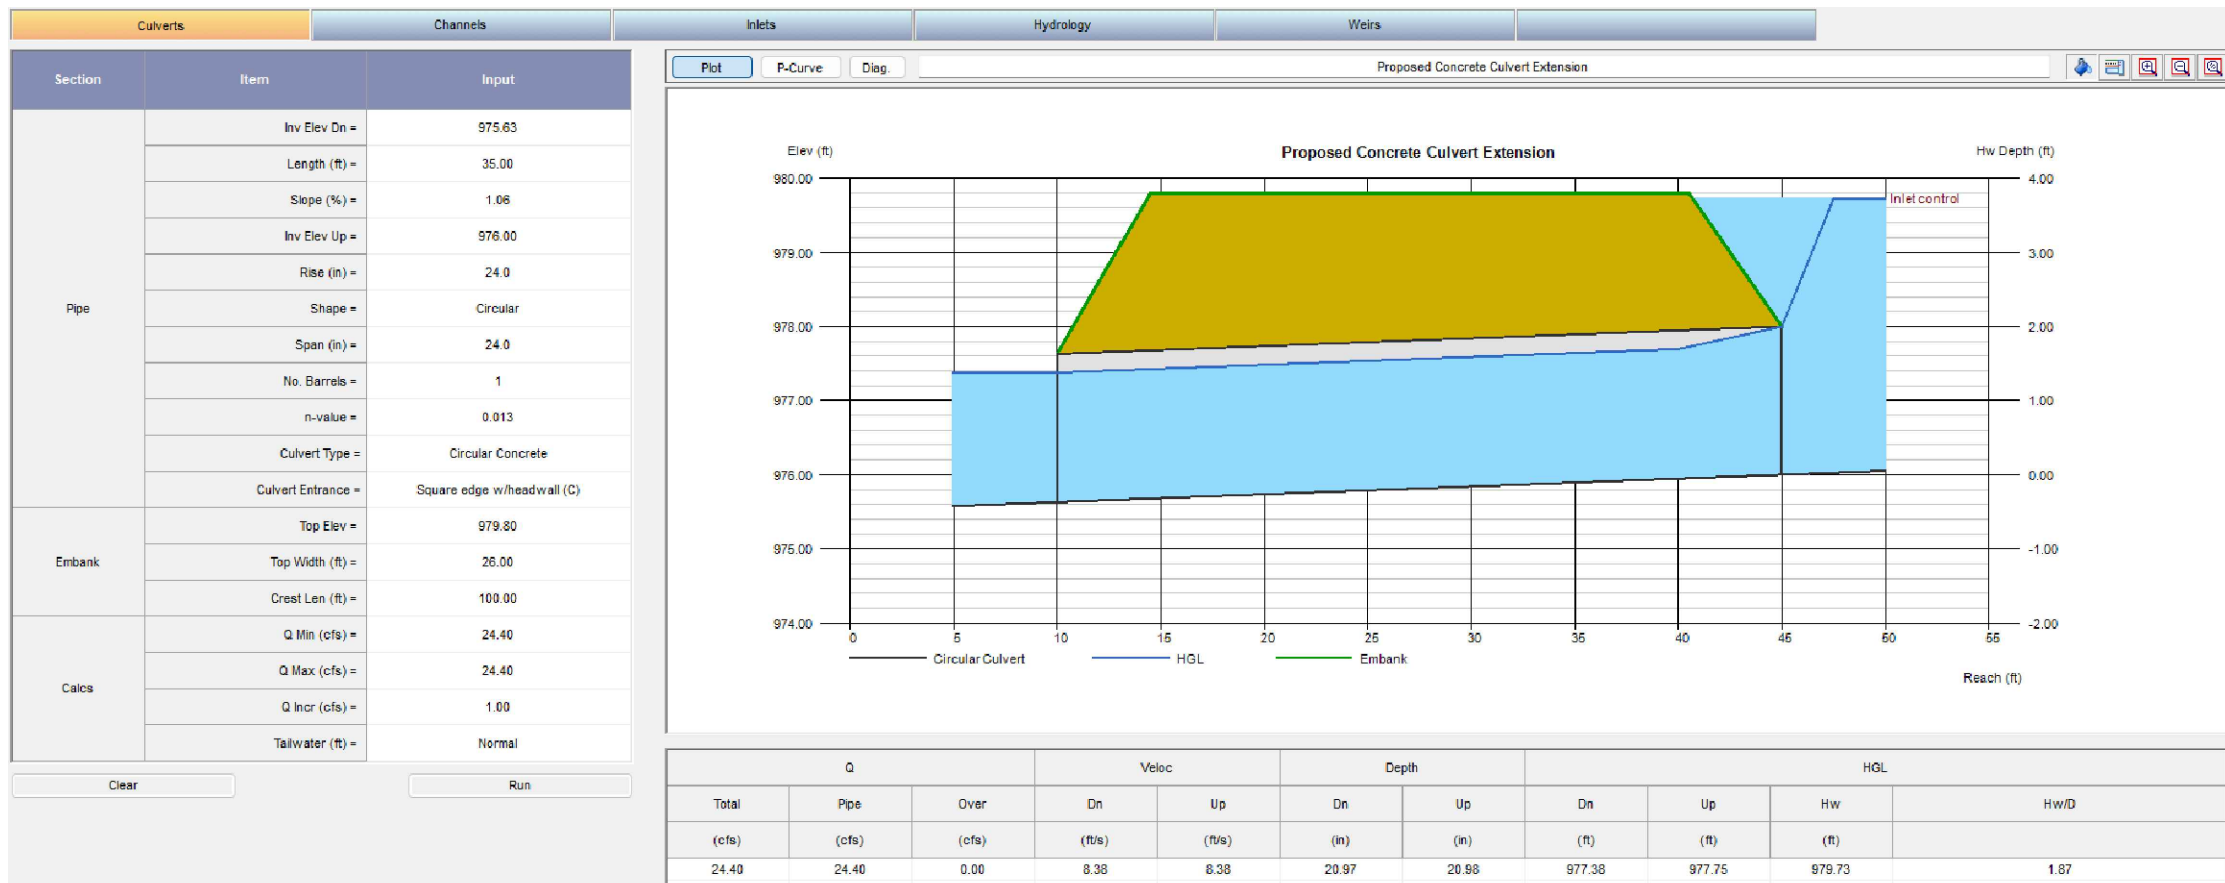 Culverts Channels Inlets Hydrology Weirs
Section Item Input
Pipe
Inv Elev Dn = 975.63
Length (ft) = 35.00
Slope (%) = 1.06
Inv Elev Up = 976.00
Rise (in) = 24.0
Shape = Circular
Span (in) = 24.0
No. Barrels = 1
n-value = 0.013
Culvert Type = Circular Concrete
Culvert Entrance = Square edge w/headwall (C)
Embank
Top Elev = 979.80
Top Width (ft) = 26.00
Crest Len (ft) = 100.00
Calcs
Q Min (cfs) = 24.40
Q Max (cfs) = 24.40
Q Incr (cfs) = 1.00
Tailwater (ft) = Normal
Clear Run
Plot P-Curve Diag. Proposed Concrete Culvert Extension
Elev (ft) Proposed Concrete Culvert Extension Hw Depth (ft)
980.00 4.00
Inlet control
979.00 3.00
978.00 2.00
977.00 1.00
976.00 0.00
975.00 -1.00
974.00 -2.00
0 5 10 15 20 25 30 35 40 45 50 55
Circular Culvert HGL Embank
Reach (ft)
Q Veloc Depth HGL
Total Pipe Over Dn Up Dn Up Dn Up Hw Hw/D
(cfs) (cfs) (cfs) (ft/s) (ft/s) (in) (in) (ft) (ft) (ft)
24.40 24.40 0.00 8.38 8.38 20.97 20.98 977.38 977.75 979.73 1.87